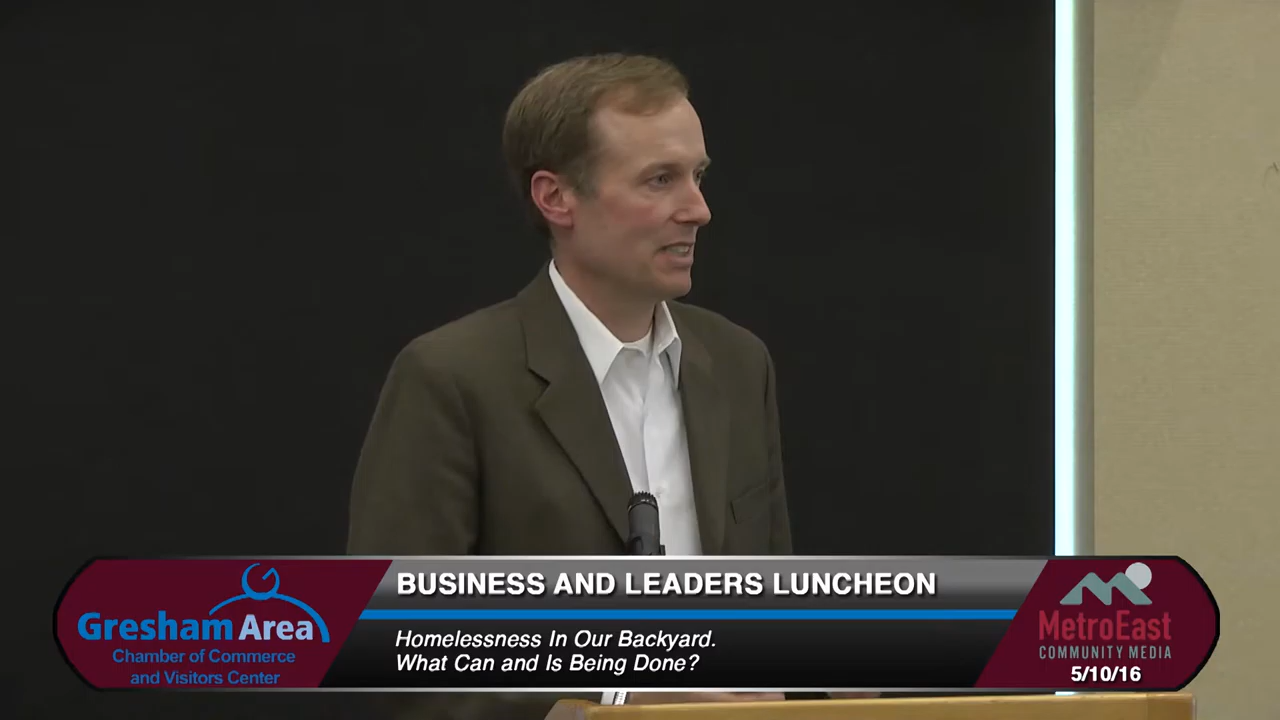 BUSINESS AND LEADERS LUNCHEON
Gresham Area
Chamber of Commerce
and Visitors Center
Homelessness In Our Backyard.
What Can and Is Being Done?
MetroEast
COMMUNITY MEDIA
5/10/16